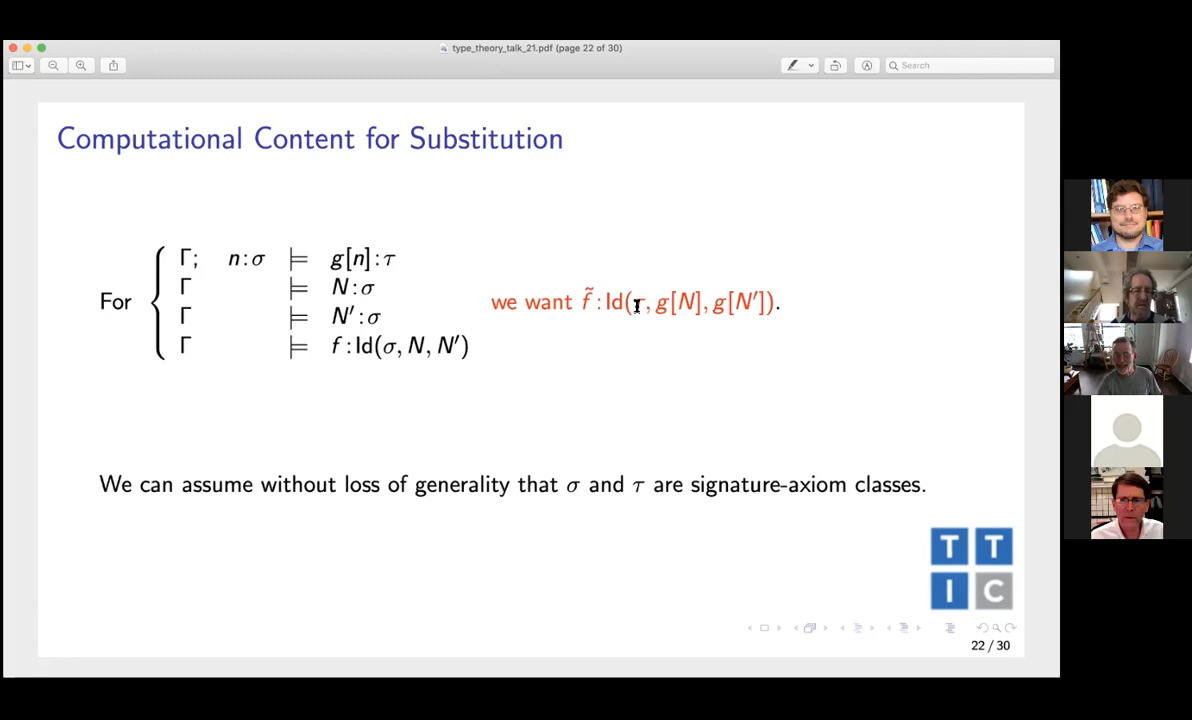 type_theory_talk_21.pdf (page 22 of 30)
Search
Computational Content for Substitution
For
Γ; n:σ ⊨ g[n]:τ
Γ ⊨ N:σ
Γ ⊨ N′:σ
Γ ⊨ f:Id(σ, N, N′)
we want f̃:Id(τ, g[N], g[N′]).
We can assume without loss of generality that σ and τ are signature-axiom classes.
T T
I C
22 / 30